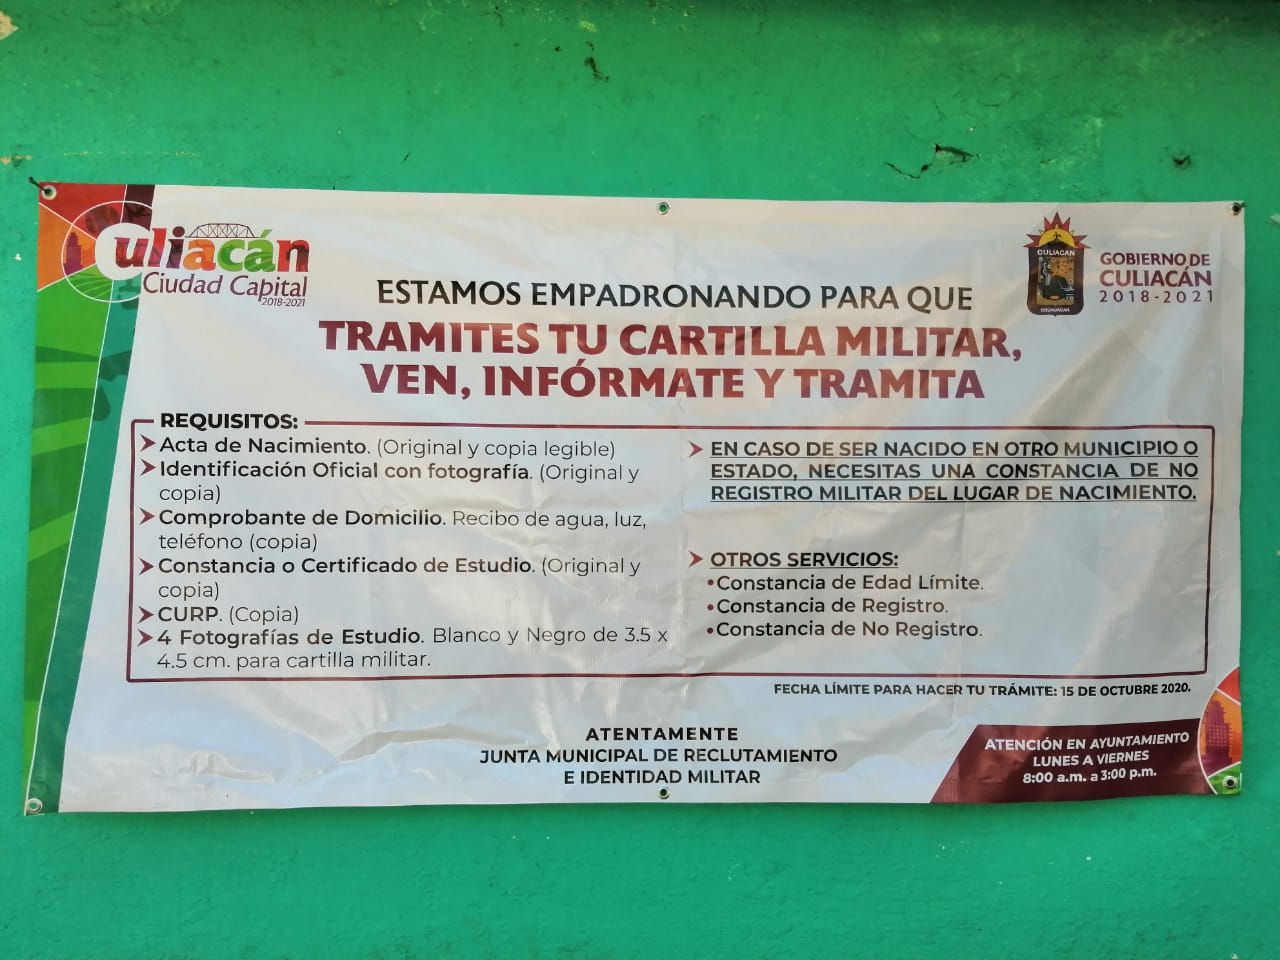 Culiacán
Ciudad Capital
2018-2021
CULIACAN
COLHUACAN
GOBIERNO DE
CULIACÁN
2018-2021
ESTAMOS EMPADRONANDO PARA QUE
TRAMITES TU CARTILLA MILITAR,
VEN, INFÓRMATE Y TRAMITA
REQUISITOS:
Acta de Nacimiento. (Original y copia legible)
Identificación Oficial con fotografía. (Original y
copia)
Comprobante de Domicilio. Recibo de agua, luz,
teléfono (copia)
Constancia o Certificado de Estudio. (Original y
copia)
CURP. (Copia)
4 Fotografías de Estudio. Blanco y Negro de 3.5 x
4.5 cm. para cartilla militar.
EN CASO DE SER NACIDO EN OTRO MUNICIPIO O
ESTADO, NECESITAS UNA CONSTANCIA DE NO
REGISTRO MILITAR DEL LUGAR DE NACIMIENTO.
OTROS SERVICIOS:
•Constancia de Edad Límite.
•Constancia de Registro.
•Constancia de No Registro.
FECHA LÍMITE PARA HACER TU TRÁMITE: 15 DE OCTUBRE 2020.
ATENTAMENTE
JUNTA MUNICIPAL DE RECLUTAMIENTO
E IDENTIDAD MILITAR
ATENCIÓN EN AYUNTAMIENTO
LUNES A VIERNES
8:00 a.m. a 3:00 p.m.